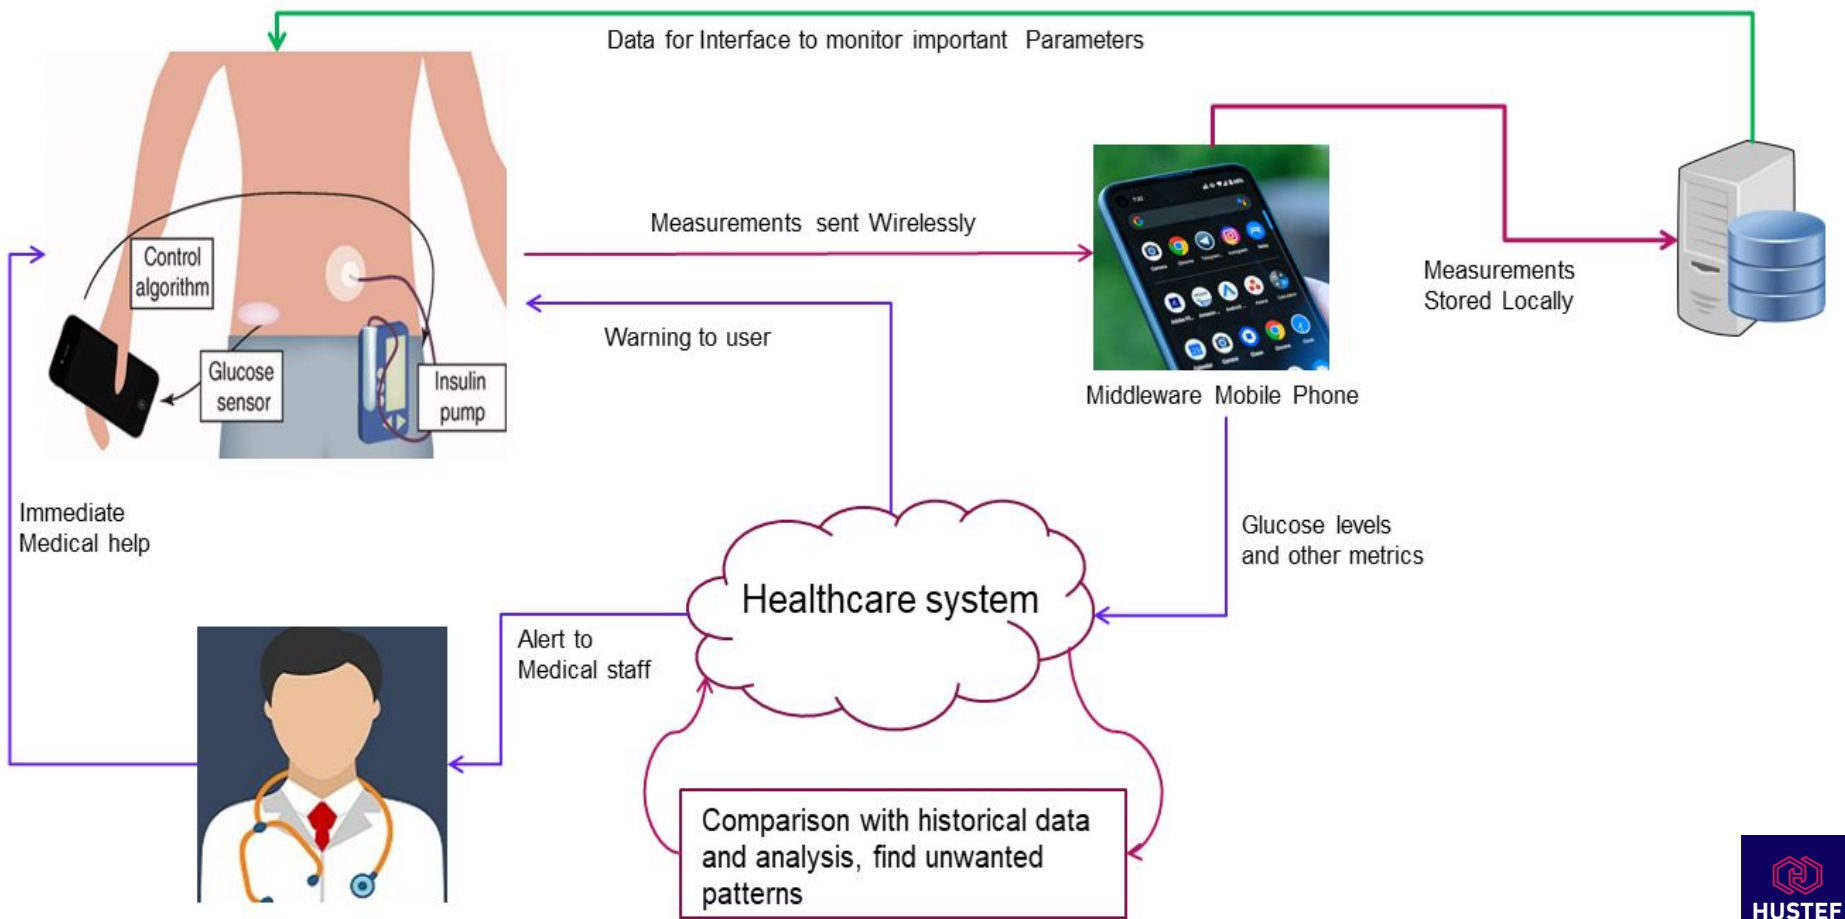 Data for Interface to monitor important Parameters
Control
algorithm
Glucose
sensor
Insulin
pump
Measurements sent Wirelessly
Warning to user
Middleware Mobile Phone
Measurements
Stored Locally
Immediate
Medical help
Glucose levels
and other metrics
Healthcare system
Alert to
Medical staff
Comparison with historical data
and analysis, find unwanted
patterns
HUSTEF